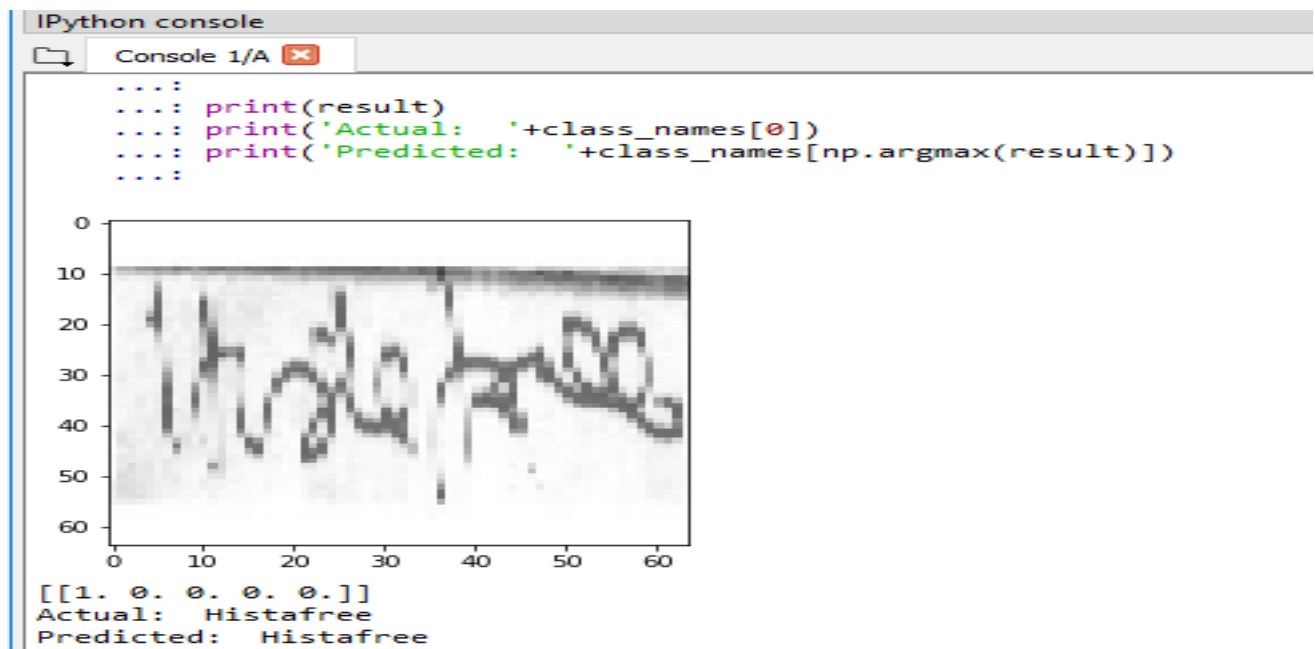 IPython console
Console 1/A
...:
...: print(result)
...: print('Actual:  '+class_names[0])
...: print('Predicted:  '+class_names[np.argmax(result)])
...:
0
10
20
30
40
50
60
Histafree
0 10 20 30 40 50 60
[[1. 0. 0. 0. 0.]]
Actual:  Histafree
Predicted:  Histafree